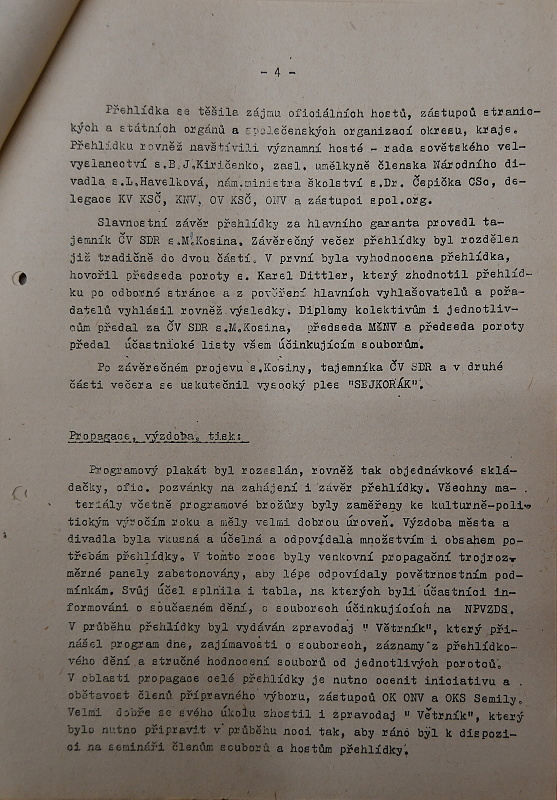 - 4 -
Přehlídka se těšila zájmu oficiálních hostů, zástupců stranic-
kých a státních orgánů a společenských organizací okresu, kraje.
Přehlídku rovněž navštívili významní hosté - rada sovětského vel-
vyslanectví s.B.J.Kiričenko, zasl. umělkyně členska Národního di-
vadla s.L.Havelková, nám.ministra školství s.Dr. Čepička CSc, de-
legace KV KSČ, KNV, OV KSČ, ONV a zástupci spol.org.
Slavnostní závěr přehlídky za hlavního garanta provedl ta-
jemník ČV SDR s.M.Kosina. Závěrečný večer přehlídky byl rozdělen
již tradičně do dvou částí. V první byla vyhodnocena přehlídka,
hovořil předseda poroty s. Karel Dittler, který zhodnotil přehlíd-
ku po odborné stránce a z pověření hlavních vyhlašovatelů a pořa-
datelů vyhlásil rovněž výsledky. Diplomy kolektivům i jednotliv-
cům předal za ČV SDR s.M.Kosina, předseda MěNV a předseda poroty
předal účastnické listy všem účinkujícím souborům.
Po závěrečném projevu s.Kosiny, tajemníka ČV SDR a v druhé
části večera se uskutečnil vysocký ples "SEJKORÁK".
Propagace, výzdoba, tisk:
Programový plakát byl rozeslán, rovněž tak objednávkové sklá-
dačky, ofic. pozvánky na zahájení i závěr přehlídky. Všechny ma-
teriály včetně programové brožůry byly zaměřeny ke kulturně-poli-
tickým výročím roku a měly velmi dobrou úroveň. Výzdoba města a
divadla byla vkusná a účelná a odpovídala množstvím i obsahem po-
třebám přehlídky. V tomto roce byly venkovní propagační trojroz-
měrné panely zabetonovány, aby lépe odpovídaly povětrnostním pod-
mínkám. Svůj účel splnila i tabla, na kterých byli účastníci in-
formováni o současném dění, o souborech účinkujících na NPVZDS.
V průběhu přehlídky byl vydáván zpravodaj " Větrník", který při-
nášel program dne, zajímavosti o souborech, záznamy z přehlídko-
vého dění a stručné hodnocení souborů od jednotlivých porotců.
V oblasti propagace celé přehlídky je nutno ocenit iniciativu a
obětavost členů přípravného výboru, zástupců OK ONV a OKS Semily.
Velmi dobře se svého úkolu zhostil i zpravodaj " Větrník", který
bylo nutno připravit v průběhu noci tak, aby ráno byl k dispozi-
ci na semináři členům souborů a hostům přehlídky.